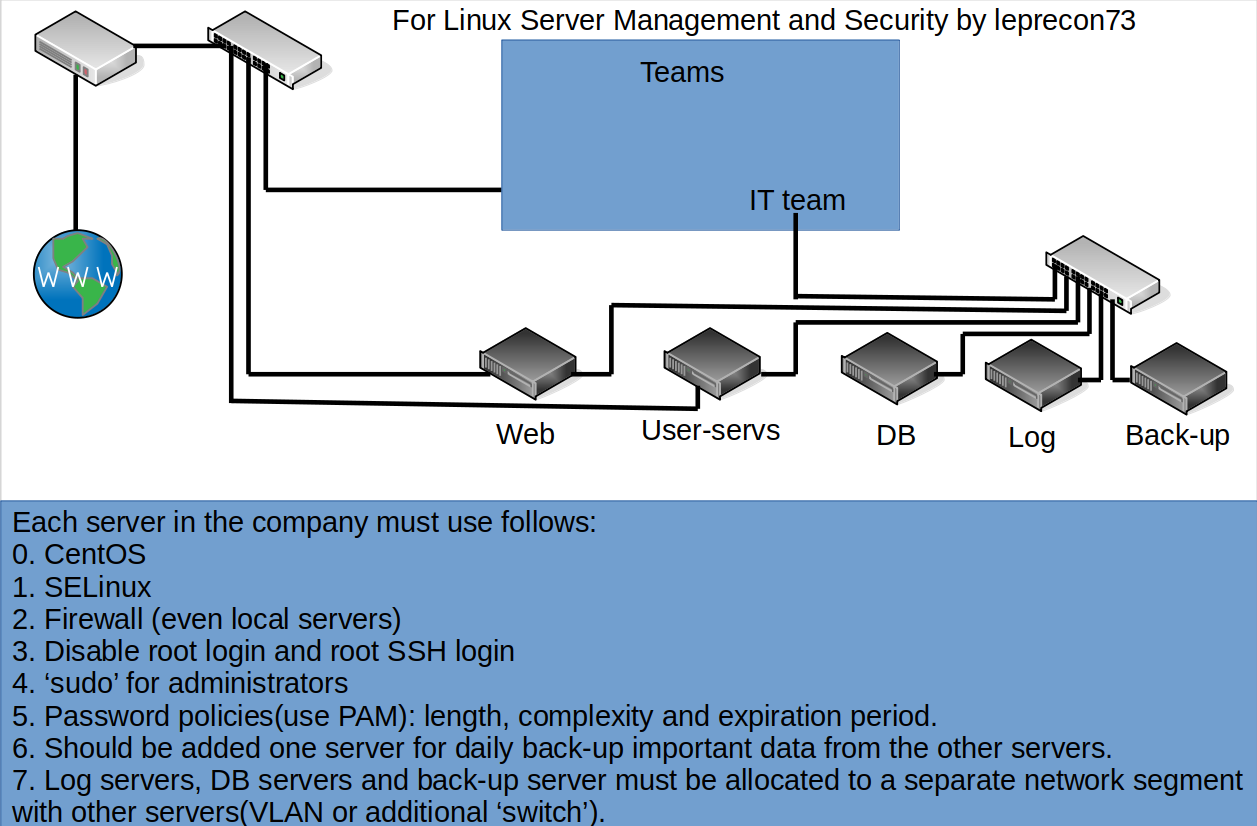 For Linux Server Management and Security by leprecon73
Teams
IT team
W W W
Web
User-servs
DB
Log
Back-up
Each server in the company must use follows:
0. CentOS
1. SELinux
2. Firewall (even local servers)
3. Disable root login and root SSH login
4. ‘sudo’ for administrators
5. Password policies(use PAM): length, complexity and expiration period.
6. Should be added one server for daily back-up important data from the other servers.
7. Log servers, DB servers and back-up server must be allocated to a separate network segment
with other servers(VLAN or additional ‘switch’).